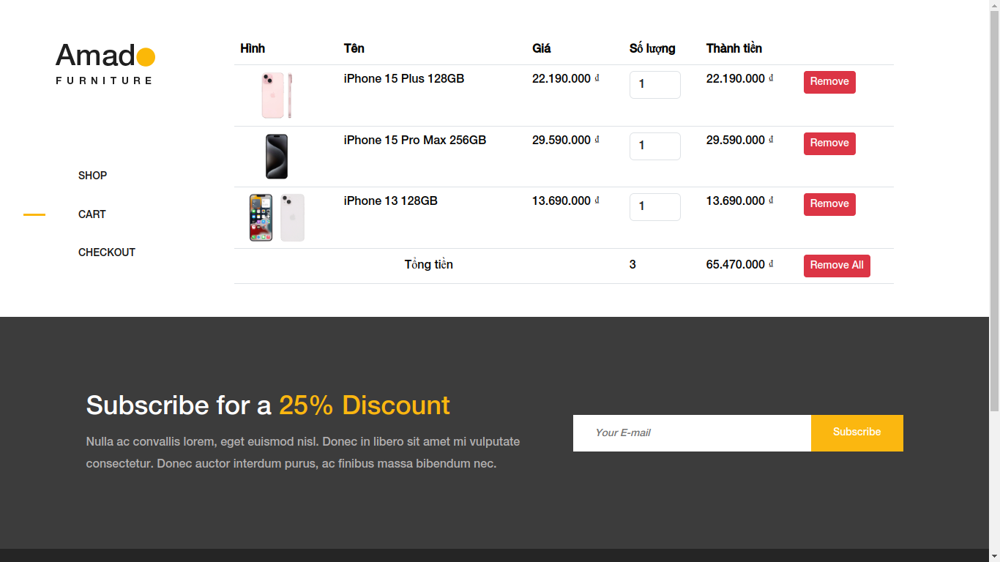 Amado
FURNITURE
SHOP
CART
CHECKOUT
Hình Tên Giá Số lượng Thành tiền
iPhone 15 Plus 128GB 22.190.000 ₫ 1 22.190.000 ₫ Remove
iPhone 15 Pro Max 256GB 29.590.000 ₫ 1 29.590.000 ₫ Remove
iPhone 13 128GB 13.690.000 ₫ 1 13.690.000 ₫ Remove
Tổng tiền 3 65.470.000 ₫ Remove All
Subscribe for a 25% Discount
Nulla ac convallis lorem, eget euismod nisl. Donec in libero sit amet mi vulputate
consectetur. Donec auctor interdum purus, ac finibus massa bibendum nec.
Your E-mail
Subscribe